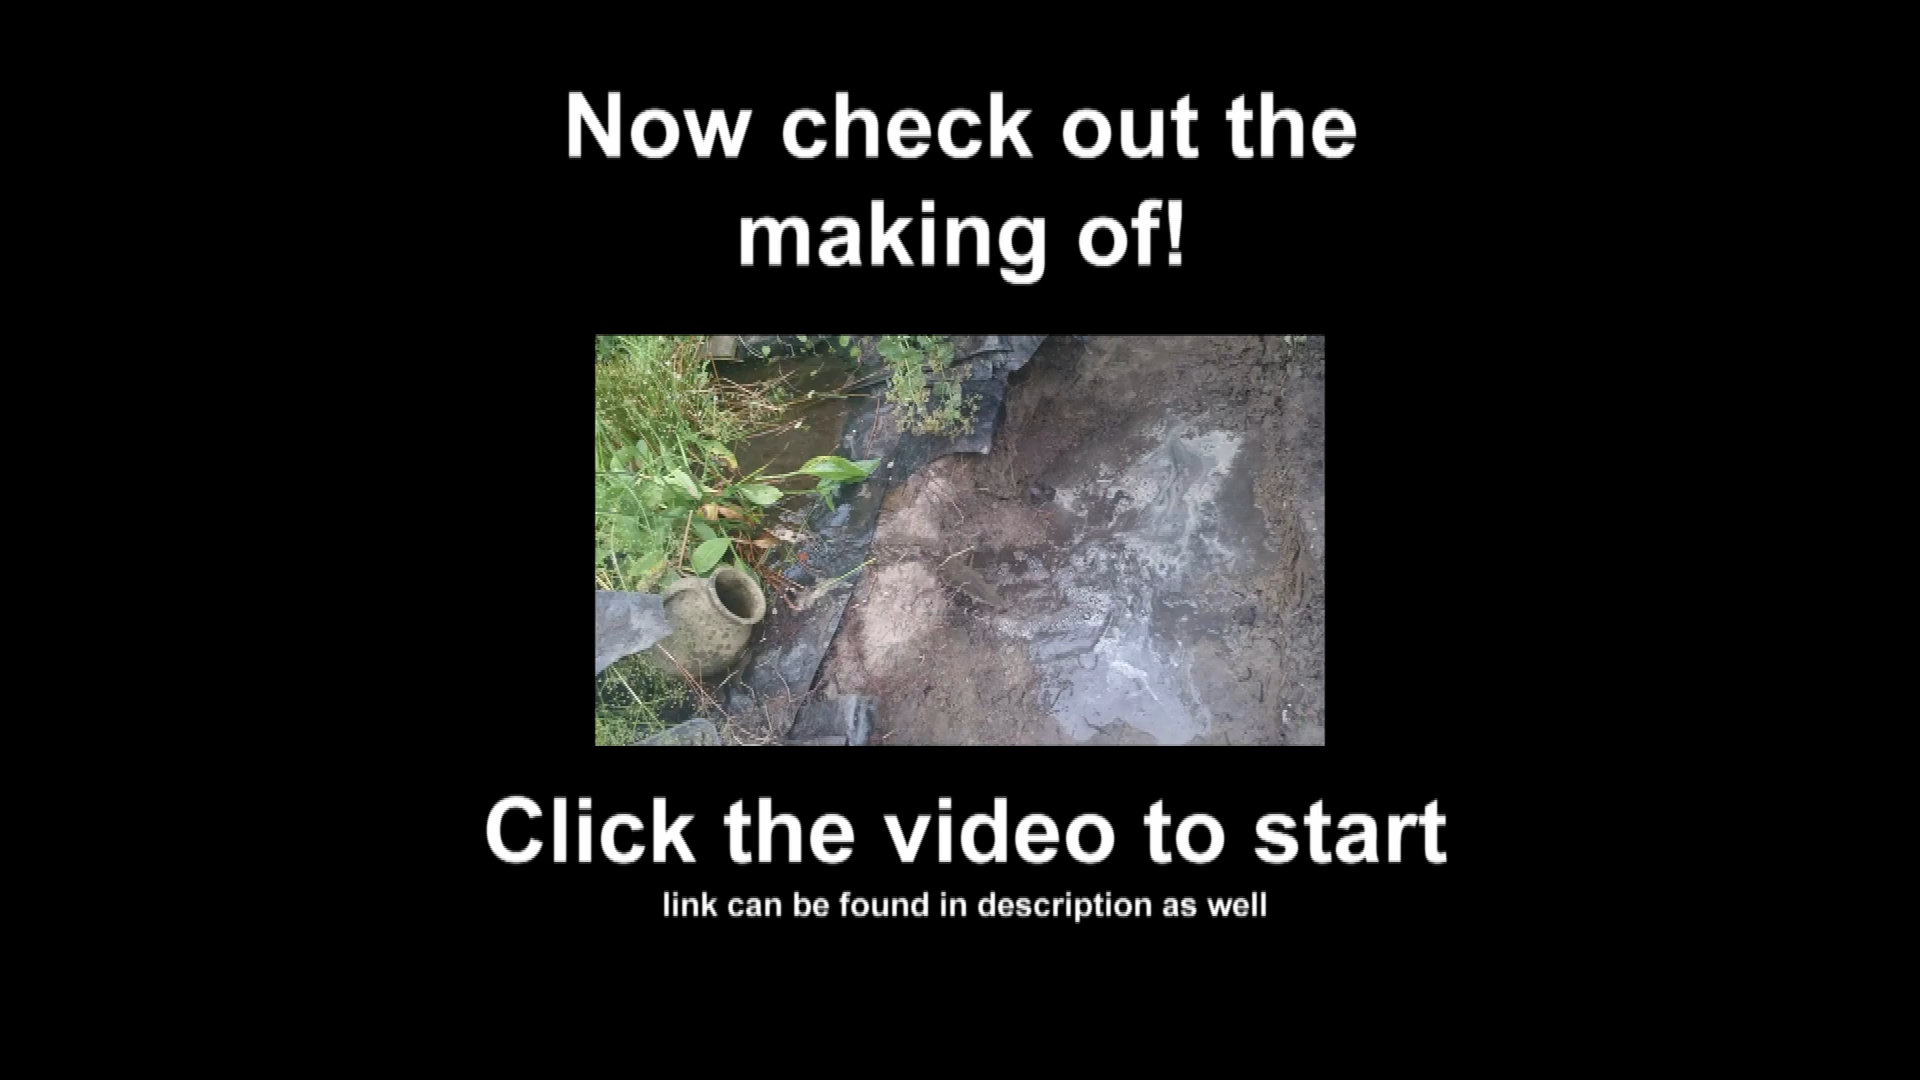 Now check out the
making of!
Click the video to start
link can be found in description as well